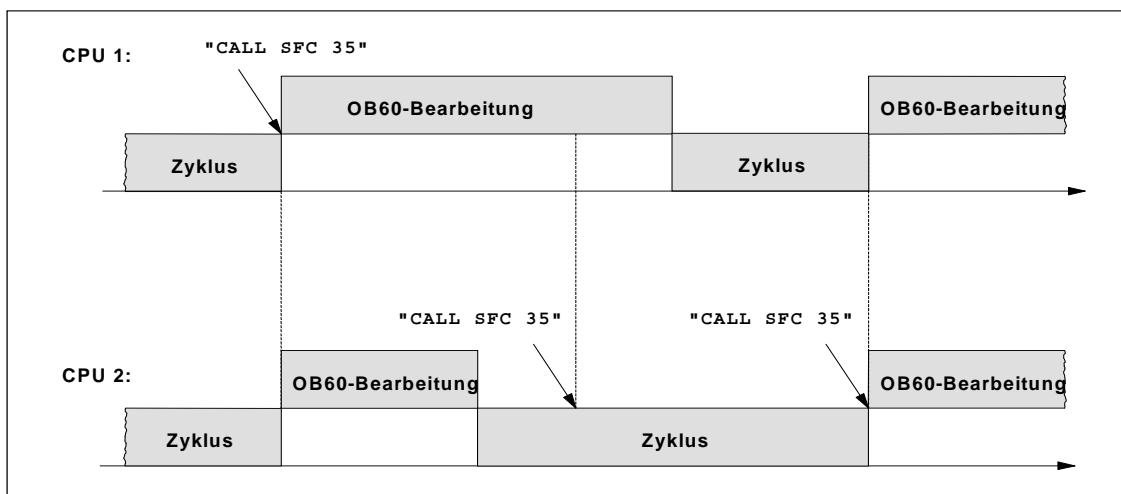 "CALL SFC 35"
CPU 1:
OB60-Bearbeitung
OB60-Bearbeitung
Zyklus
Zyklus
"CALL SFC 35"
"CALL SFC 35"
CPU 2:
OB60-Bearbeitung
OB60-Bearbeitung
Zyklus
Zyklus